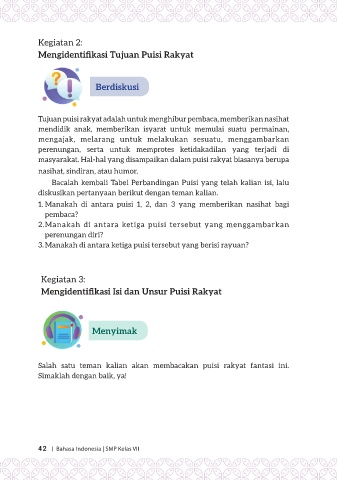 Kegiatan 2:
Mengidentifikasi Tujuan Puisi Rakyat
Berdiskusi
Tujuan puisi rakyat adalah untuk menghibur pembaca, memberikan nasihat
mendidik anak, memberikan isyarat untuk memulai suatu permainan,
mengajak, melarang untuk melakukan sesuatu, menggambarkan
perenungan, serta untuk memprotes ketidakadilan yang terjadi di
masyarakat. Hal-hal yang disampaikan dalam puisi rakyat biasanya berupa
nasihat, sindiran, atau humor.
Bacalah kembali Tabel Perbandingan Puisi yang telah kalian isi, lalu
diskusikan pertanyaan berikut dengan teman kalian.
1. Manakah di antara puisi 1, 2, dan 3 yang memberikan nasihat bagi
pembaca?
2. Manakah di antara ketiga puisi tersebut yang menggambarkan
perenungan diri?
3. Manakah di antara ketiga puisi tersebut yang berisi rayuan?
Kegiatan 3:
Mengidentifikasi Isi dan Unsur Puisi Rakyat
Menyimak
Salah satu teman kalian akan membacakan puisi rakyat fantasi ini.
Simaklah dengan baik, ya!
42 | Bahasa Indonesia | SMP Kelas VII